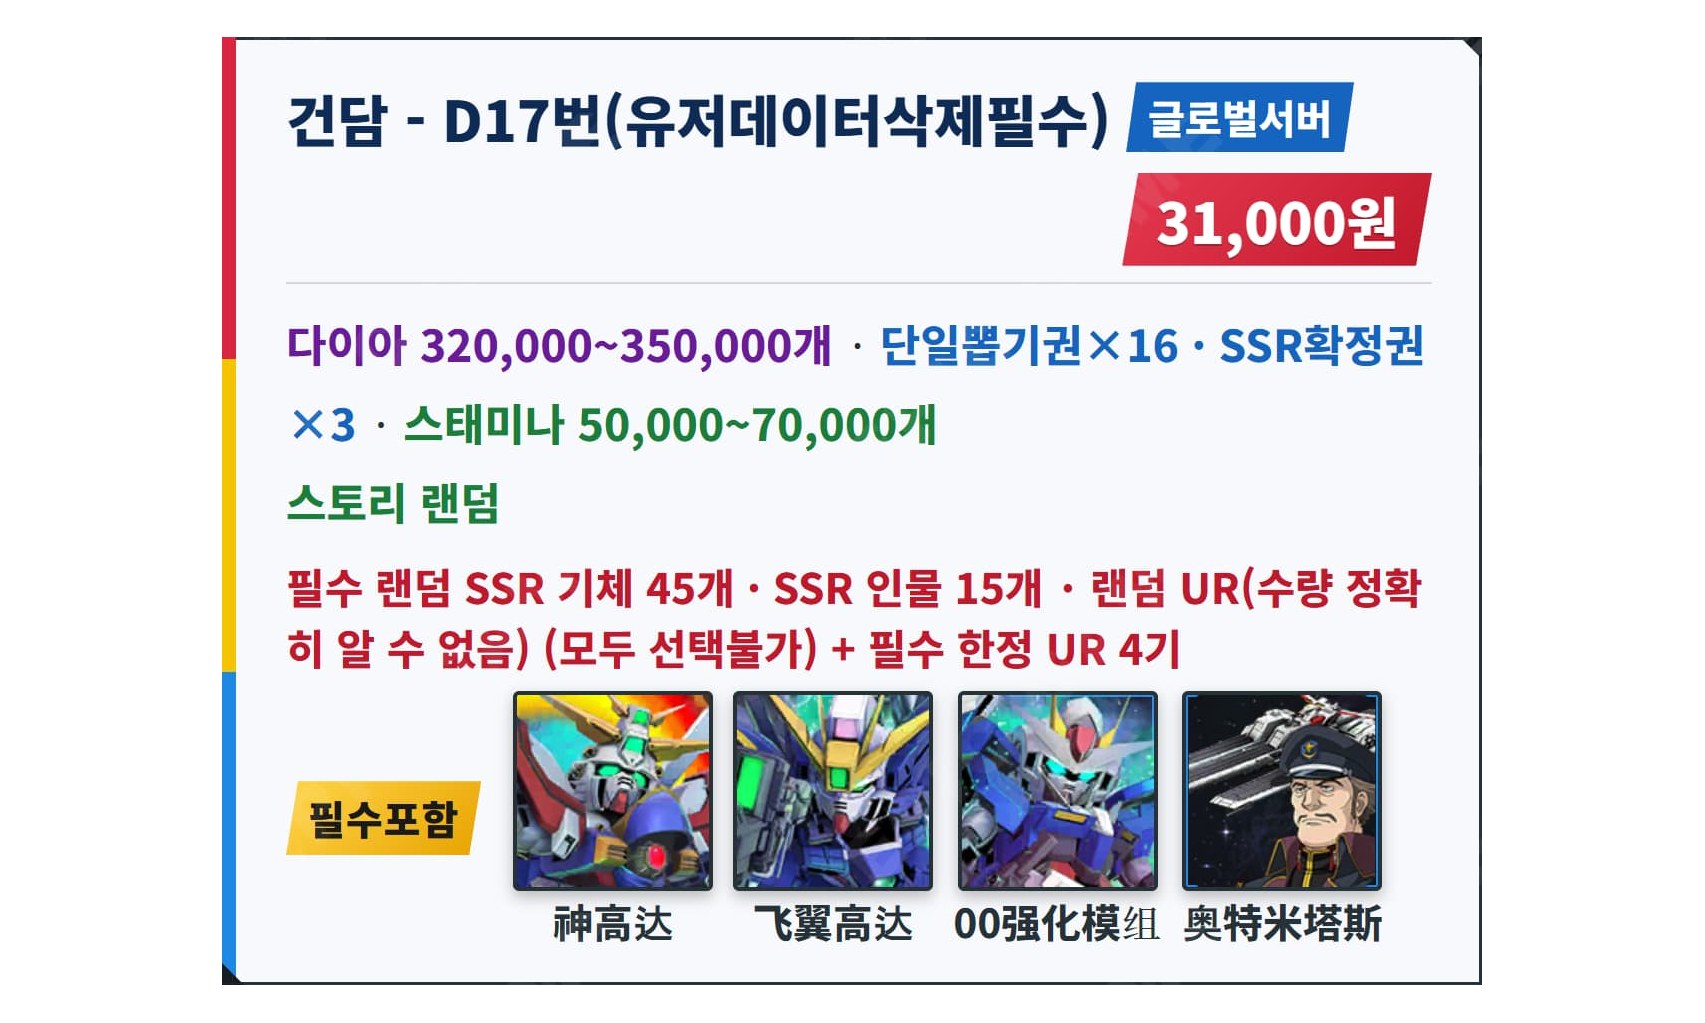 건담 - D17번(유저데이터삭제필수) 글로벌서버
31,000원
다이아 320,000~350,000개 · 단일뽑기권×16 · SSR확정권
×3 · 스태미나 50,000~70,000개
스토리 랜덤
필수 랜덤 SSR 기체 45개 · SSR 인물 15개 · 랜덤 UR(수량 정확
히 알 수 없음) (모두 선택불가) + 필수 한정 UR 4기
필수포함
神高达 飞翼高达 00强化模组 奥特米塔斯